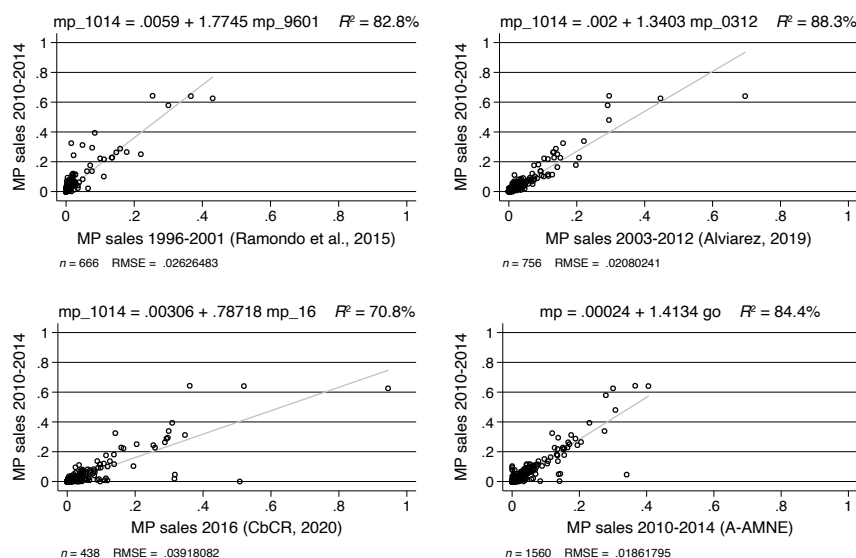 mp_1014 = .0059 + 1.7745 mp_9601 R² = 82.8%
MP sales 2010-2014
1
.8
.6
.4
.2
0
0 .2 .4 .6 .8 1
MP sales 1996-2001 (Ramondo et al., 2015)
n = 666 RMSE = .02626483
mp_1014 = .002 + 1.3403 mp_0312 R² = 88.3%
MP sales 2010-2014
1
.8
.6
.4
.2
0
0 .2 .4 .6 .8 1
MP sales 2003-2012 (Alviarez, 2019)
n = 756 RMSE = .02080241
mp_1014 = .00306 + .78718 mp_16 R² = 70.8%
MP sales 2010-2014
1
.8
.6
.4
.2
0
0 .2 .4 .6 .8 1
MP sales 2016 (CbCR, 2020)
n = 438 RMSE = .03918082
mp = .00024 + 1.4134 go R² = 84.4%
MP sales 2010-2014
1
.8
.6
.4
.2
0
0 .2 .4 .6 .8 1
MP sales 2010-2014 (A-AMNE)
n = 1560 RMSE = .01861795